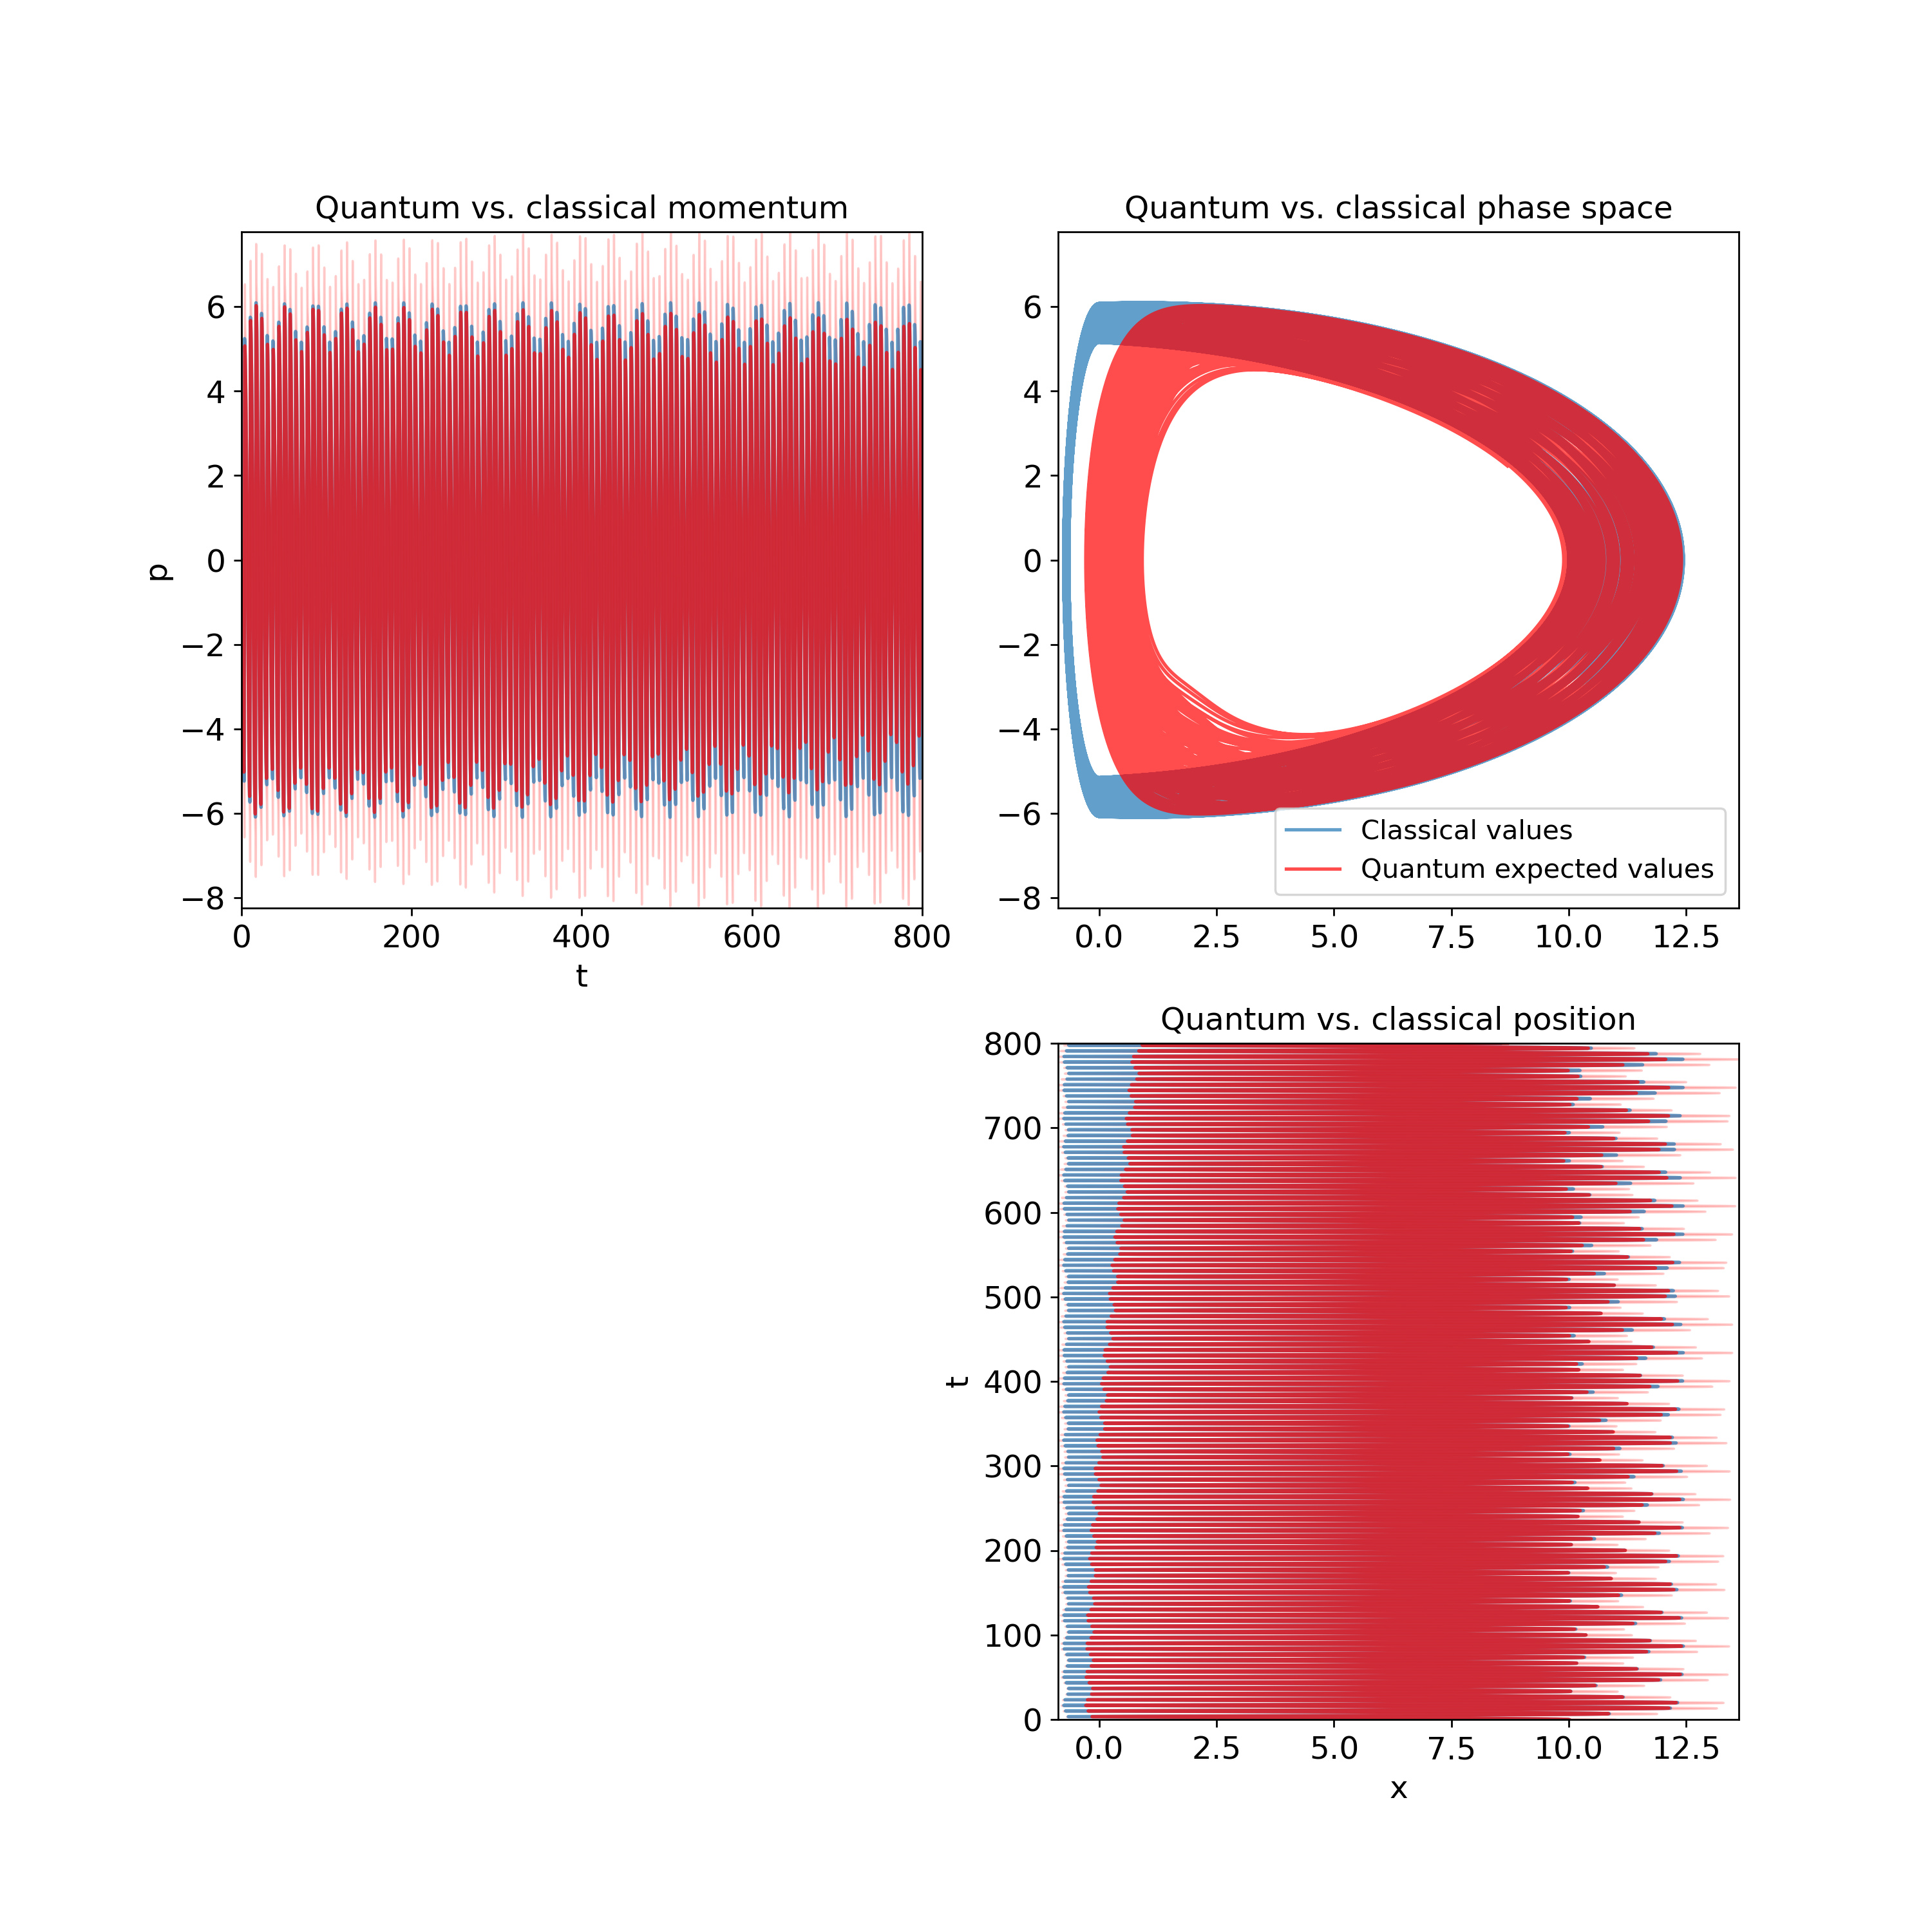 Quantum vs. classical momentum
6
4
2
0
−2
−4
−6
−8
p
0 200 400 600 800
t
Quantum vs. classical phase space
6
4
2
0
−2
−4
−6
−8
Classical values
Quantum expected values
0.0 2.5 5.0 7.5 10.0 12.5
Quantum vs. classical position
800
700
600
500
400
300
200
100
0
t
0.0 2.5 5.0 7.5 10.0 12.5
x